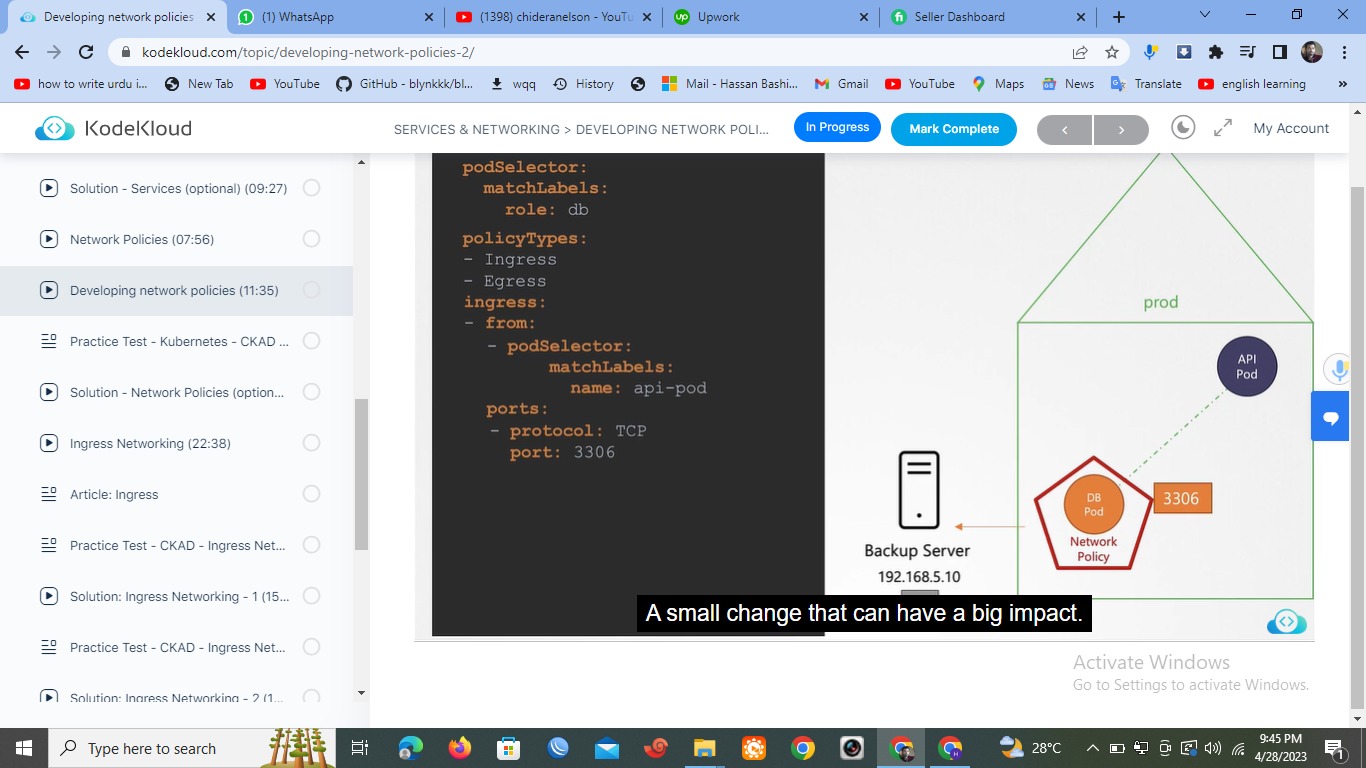 Developing network policies
(1) WhatsApp
(1398) chideranelson - YouTu
Upwork
Seller Dashboard
kodekloud.com/topic/developing-network-policies-2/
how to write urdu i...
New Tab
YouTube
GitHub - blynkkk/bl...
wqq
History
Mail - Hassan Bashi...
Gmail
YouTube
Maps
News
Translate
english learning
»
KodeKloud
SERVICES & NETWORKING > DEVELOPING NETWORK POLI...
In Progress
Mark Complete
My Account
Solution - Services (optional) (09:27)
Network Policies (07:56)
Developing network policies (11:35)
Practice Test - Kubernetes - CKAD ...
Solution - Network Policies (option...
Ingress Networking (22:38)
Article: Ingress
Practice Test - CKAD - Ingress Net...
Solution: Ingress Networking - 1 (15...
Practice Test - CKAD - Ingress Net...
Solution: Ingress Networking - 2 (1...
podSelector:
matchLabels:
role: db
policyTypes:
- Ingress
- Egress
ingress:
- from:
- podSelector:
matchLabels:
name: api-pod
ports:
- protocol: TCP
port: 3306
prod
API
Pod
DB
Pod
3306
Network
Policy
Backup Server
192.168.5.10
A small change that can have a big impact.
Activate Windows
Go to Settings to activate Windows.
Type here to search
28°C
9:45 PM
4/28/2023
1